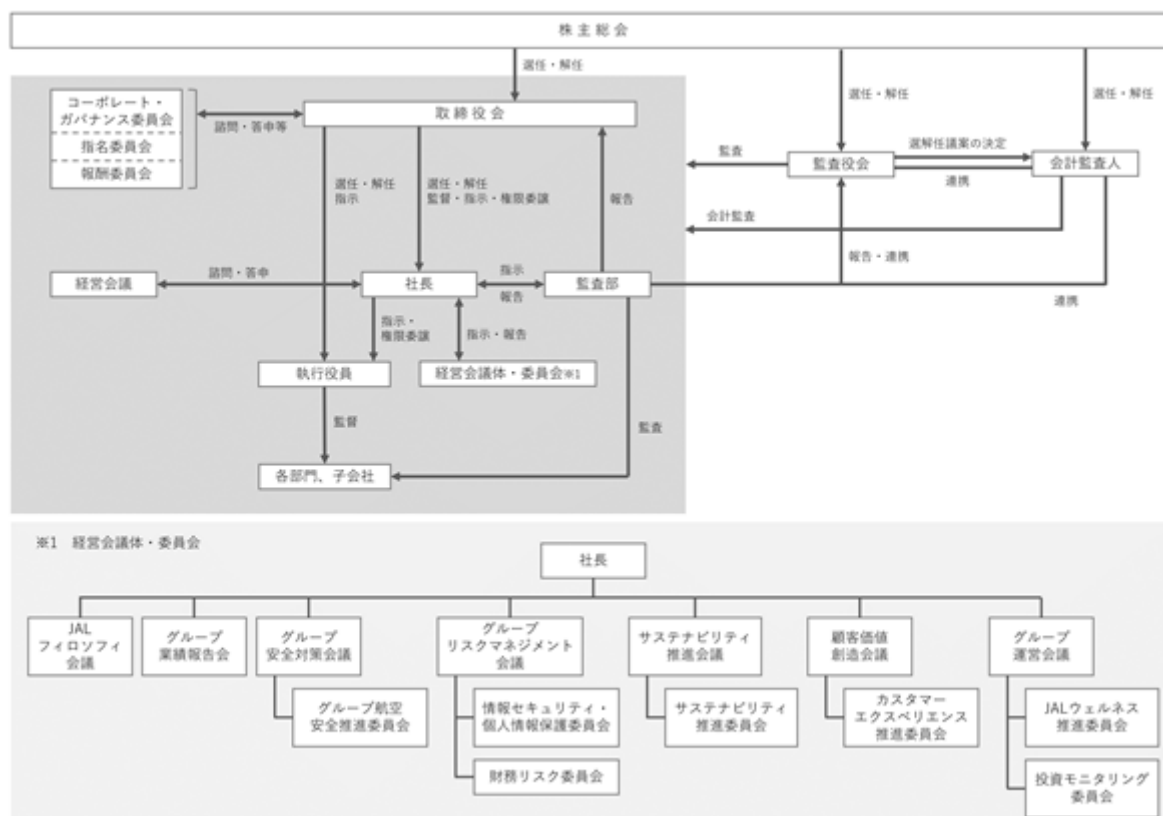 株主総会
選任・解任
選任・解任
選任・解任
コーポレート・
ガバナンス委員会
指名委員会
報酬委員会
諮問・答申等
取締役会
監査
監査役会
選解任議案の決定
連携
会計監査人
選任・解任
指示
選任・解任
監督・指示・権限委譲
報告
会計監査
報告・連携
経営会議
諮問・答申
社長
指示
報告
監査部
連携
指示・
権限委譲
指示・報告
執行役員
経営会議体・委員会※1
監督
監査
各部門、子会社
※1 経営会議体・委員会
社長
JAL
フィロソフィ
会議
グループ
業績報告会
グループ
安全対策会議
グループ
リスクマネジメント
会議
サステナビリティ
推進会議
顧客価値
創造会議
グループ
運営会議
グループ航空
安全推進委員会
情報セキュリティ・
個人情報保護委員会
サステナビリティ
推進委員会
カスタマー
エクスペリエンス
推進委員会
JALウェルネス
推進委員会
財務リスク委員会
投資モニタリング
委員会